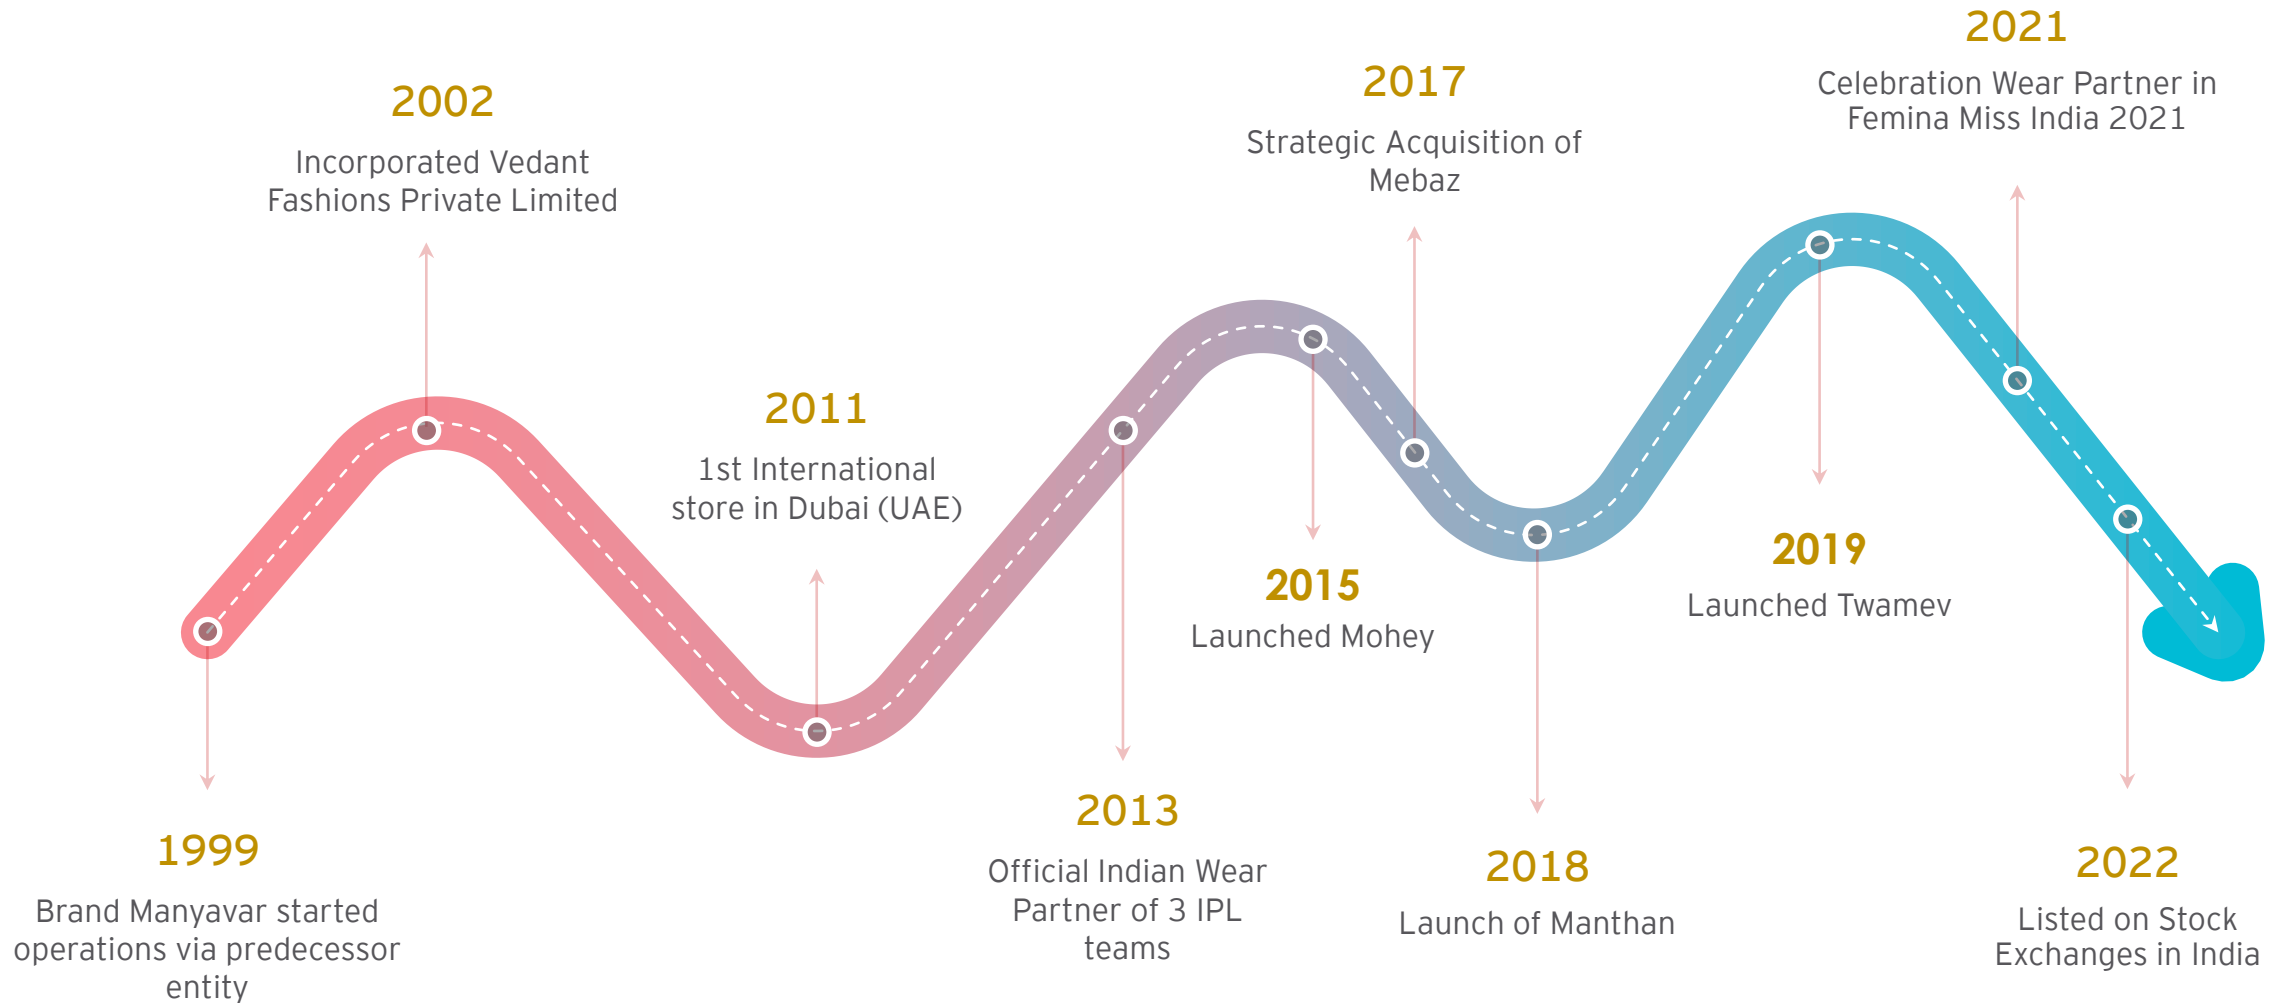 1999
Brand Manyavar started
operations via predecessor
entity
2002
Incorporated Vedant
Fashions Private Limited
2011
1st International
store in Dubai (UAE)
2013
Official Indian Wear
Partner of 3 IPL
teams
2015
Launched Mohey
2017
Strategic Acquisition of
Mebaz
2018
Launch of Manthan
2019
Launched Twamev
2021
Celebration Wear Partner in
Femina Miss India 2021
2022
Listed on Stock
Exchanges in India